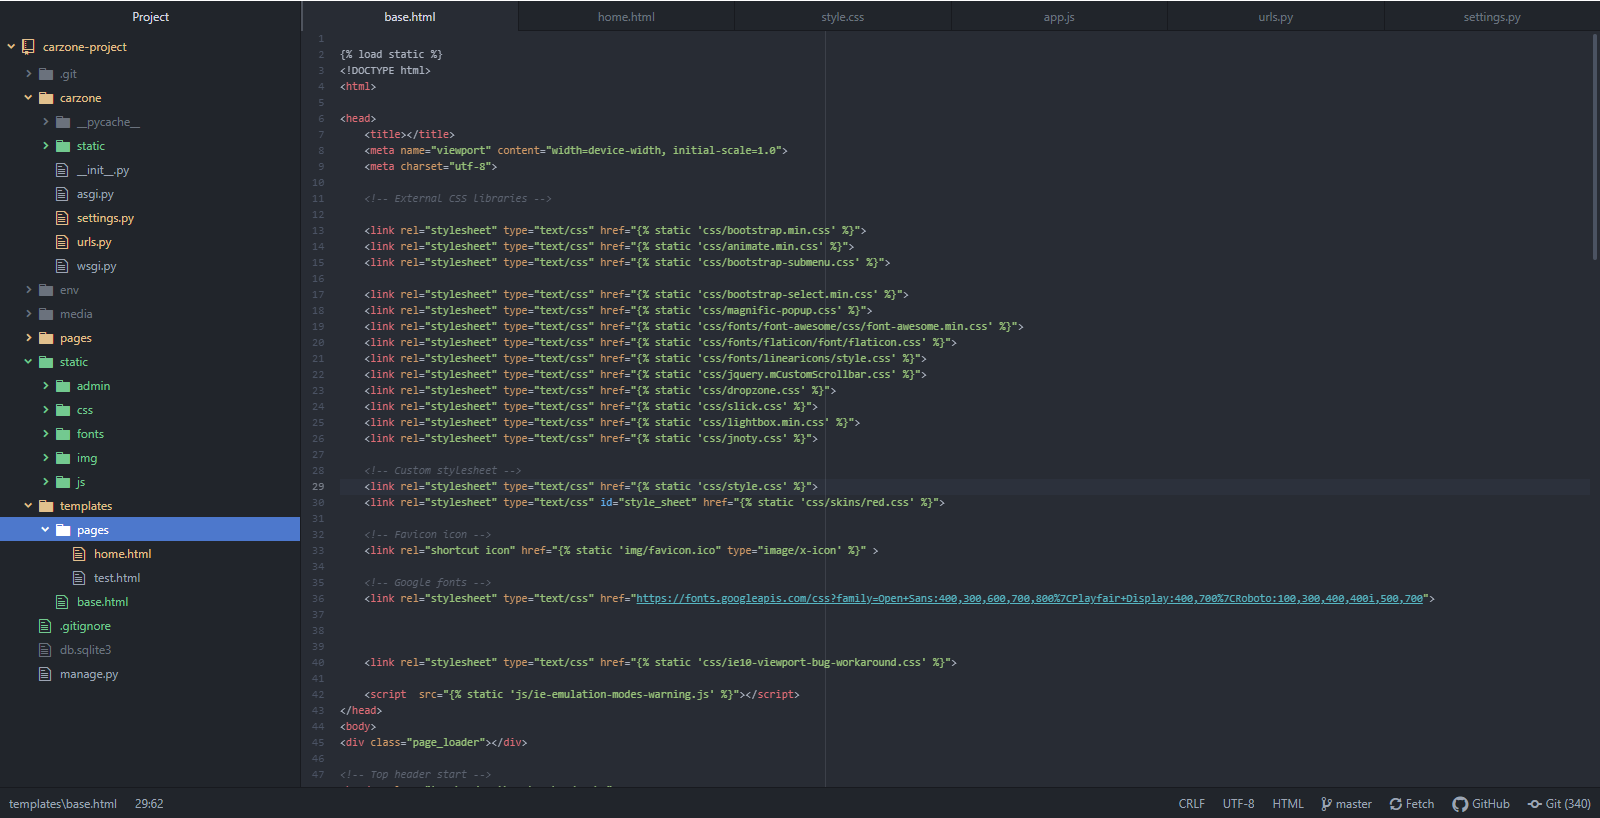 Project
carzone-project
.git
carzone
__pycache__
static
__init__.py
asgi.py
settings.py
urls.py
wsgi.py
env
media
pages
static
admin
css
fonts
img
js
templates
pages
home.html
test.html
base.html
.gitignore
db.sqlite3
manage.py
base.html home.html style.css app.js urls.py settings.py
1
2 {% load static %}
3 <!DOCTYPE html>
4 <html>
5
6 <head>
7 <title></title>
8 <meta name="viewport" content="width=device-width, initial-scale=1.0">
9 <meta charset="utf-8">
10
11 <!-- External CSS libraries -->
12
13 <link rel="stylesheet" type="text/css" href="{% static 'css/bootstrap.min.css' %}">
14 <link rel="stylesheet" type="text/css" href="{% static 'css/animate.min.css' %}">
15 <link rel="stylesheet" type="text/css" href="{% static 'css/bootstrap-submenu.css' %}">
16
17 <link rel="stylesheet" type="text/css" href="{% static 'css/bootstrap-select.min.css' %}">
18 <link rel="stylesheet" type="text/css" href="{% static 'css/magnific-popup.css' %}">
19 <link rel="stylesheet" type="text/css" href="{% static 'css/fonts/font-awesome/css/font-awesome.min.css' %}">
20 <link rel="stylesheet" type="text/css" href="{% static 'css/fonts/flaticon/font/flaticon.css' %}">
21 <link rel="stylesheet" type="text/css" href="{% static 'css/fonts/linearicons/style.css' %}">
22 <link rel="stylesheet" type="text/css" href="{% static 'css/jquery.mCustomScrollbar.css' %}">
23 <link rel="stylesheet" type="text/css" href="{% static 'css/dropzone.css' %}">
24 <link rel="stylesheet" type="text/css" href="{% static 'css/slick.css' %}">
25 <link rel="stylesheet" type="text/css" href="{% static 'css/lightbox.min.css' %}">
26 <link rel="stylesheet" type="text/css" href="{% static 'css/jnoty.css' %}">
27
28 <!-- Custom stylesheet -->
29 <link rel="stylesheet" type="text/css" href="{% static 'css/style.css' %}">
30 <link rel="stylesheet" type="text/css" id="style_sheet" href="{% static 'css/skins/red.css' %}">
31
32 <!-- Favicon icon -->
33 <link rel="shortcut icon" href="{% static 'img/favicon.ico" type="image/x-icon' %}" >
34
35 <!-- Google fonts -->
36 <link rel="stylesheet" type="text/css" href="https://fonts.googleapis.com/css?family=Open+Sans:400,300,600,700,800%7CPlayfair+Display:400,700%7CRoboto:100,300,400,400i,500,700">
37
38
39
40 <link rel="stylesheet" type="text/css" href="{% static 'css/ie10-viewport-bug-workaround.css' %}">
41
42 <script  src="{% static 'js/ie-emulation-modes-warning.js' %}"></script>
43 </head>
44 <body>
45 <div class="page_loader"></div>
46
47 <!-- Top header start -->
templates\base.html 29:62 CRLF UTF-8 HTML master Fetch GitHub Git (340)